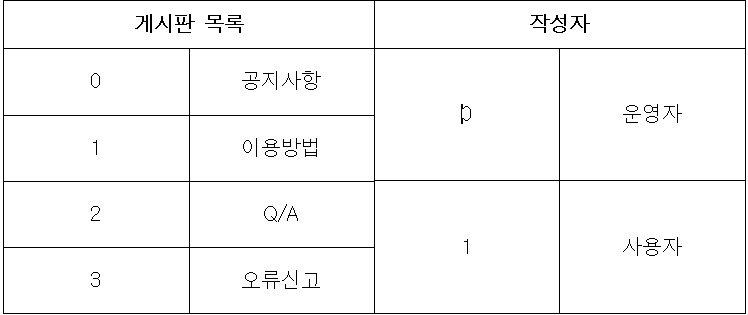 게시판 목록 작성자
0 공지사항
0 운영자
1 이용방법
2 Q/A
1 사용자
3 오류신고